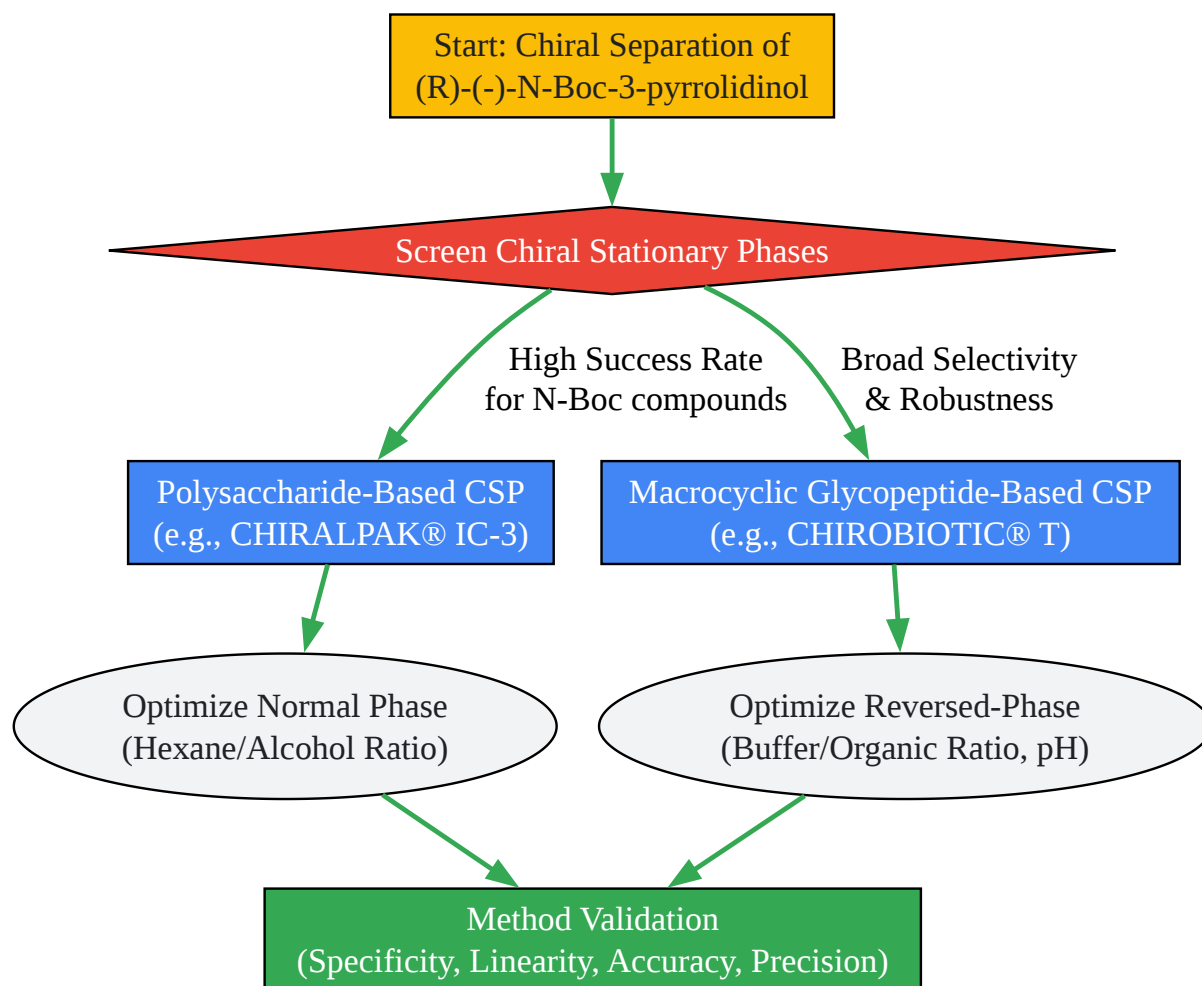 Start: Chiral Separation of
(R)-(-)-N-Boc-3-pyrrolidinol
Screen Chiral Stationary Phases
High Success Rate
for N-Boc compounds
Broad Selectivity
& Robustness
Polysaccharide-Based CSP
(e.g., CHIRALPAK® IC-3)
Macrocyclic Glycopeptide-Based CSP
(e.g., CHIROBIOTIC® T)
Optimize Normal Phase
(Hexane/Alcohol Ratio)
Optimize Reversed-Phase
(Buffer/Organic Ratio, pH)
Method Validation
(Specificity, Linearity, Accuracy, Precision)